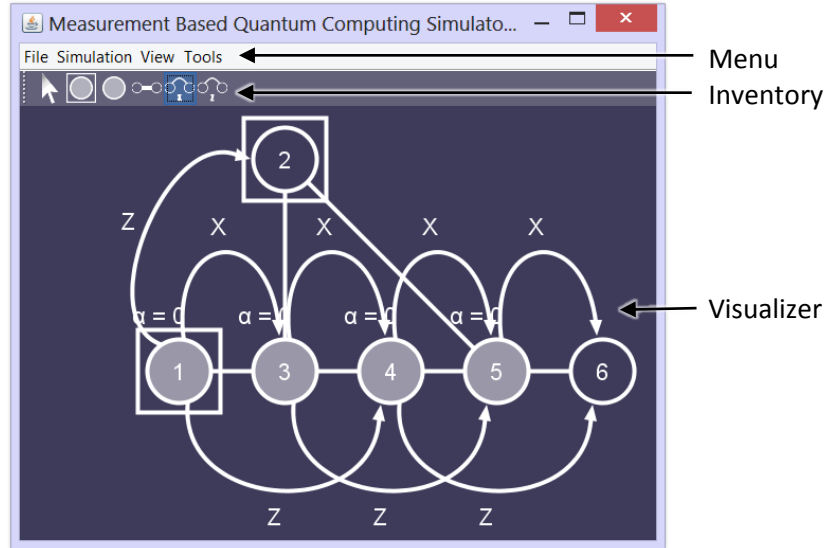 Measurement Based Quantum Computing Simulato...
File Simulation View Tools
Menu
Inventory
2
Z
X
X
X
X
α = 0
α = 0
α = 0
α = 0
Visualizer
1
3
4
5
6
Z
Z
Z